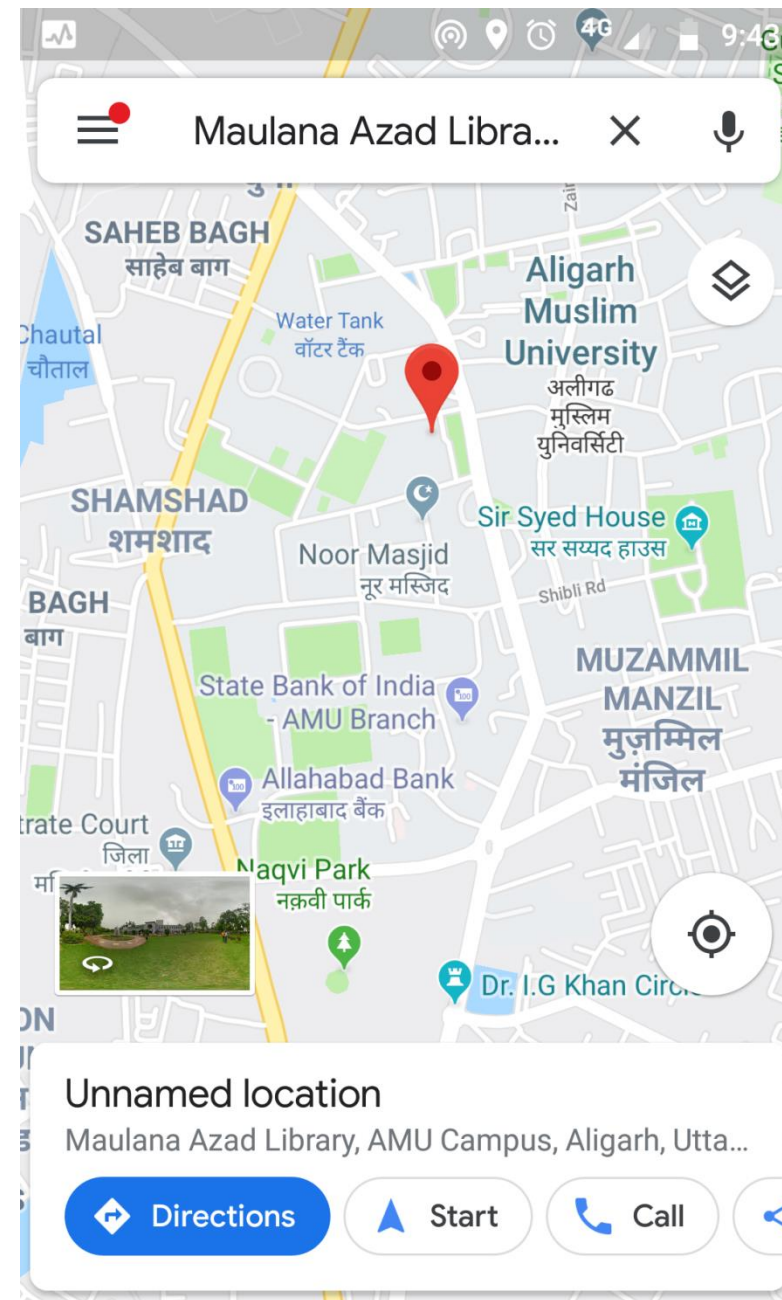 4G
9:43
Maulana Azad Libra...
SAHEB BAGH
साहेब बाग
Aligarh
Muslim
University
अलीगढ
मुस्लिम
युनिवर्सिटी
Water Tank
वॉटर टैंक
Chautal
चौताल
SHAMSHAD
शमशाद
Sir Syed House
सर सय्यद हाउस
Noor Masjid
नूर मस्जिद
Shibli Rd
BAGH
बाग
MUZAMMIL
MANZIL
मुज़म्मिल
मंजिल
State Bank of India
- AMU Branch
Allahabad Bank
इलाहाबाद बैंक
trate Court
जिला
Naqvi Park
नक़वी पार्क
Dr. I.G Khan Circle
ON
Unnamed location
Maulana Azad Library, AMU Campus, Aligarh, Utta...
Directions
Start
Call